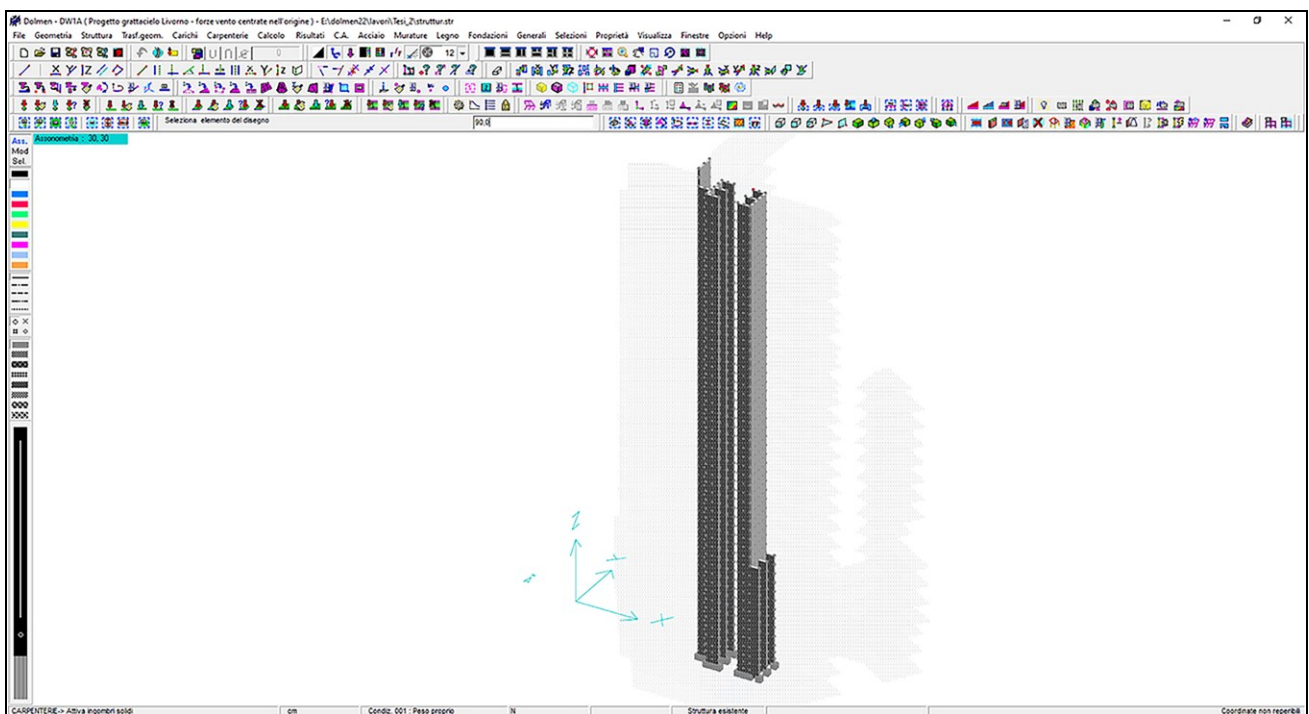 Dolmen - DW1A ( Progetto grattacielo Livorno - forze vento centrate nell'origine ) - E:\dolmen22\lavori\Tesi_2\struttur.str
File Geometria Struttura Trasf.geom. Carichi Carpenterie Calcolo Risultati C.A. Acciaio Murature Legno Fondazioni Generali Selezioni Proprietà Visualizza Finestre Opzioni Help
0 12
Seleziona elemento del disegno 90,0
Ass. Assonometria : 30, 30
Mod
Sel.
Z
Y
X
CARPENTERIE-> Attiva ingombri solidi cm Condiz. 001 : Peso proprio N Struttura esistente Coordinate non reperibili